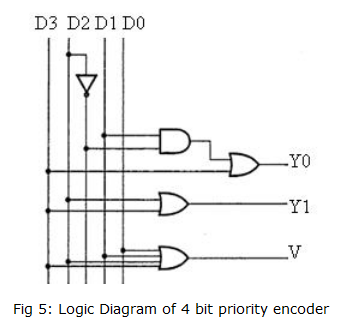 D3 D2 D1 D0
Y0
Y1
V
Fig 5: Logic Diagram of 4 bit priority encoder